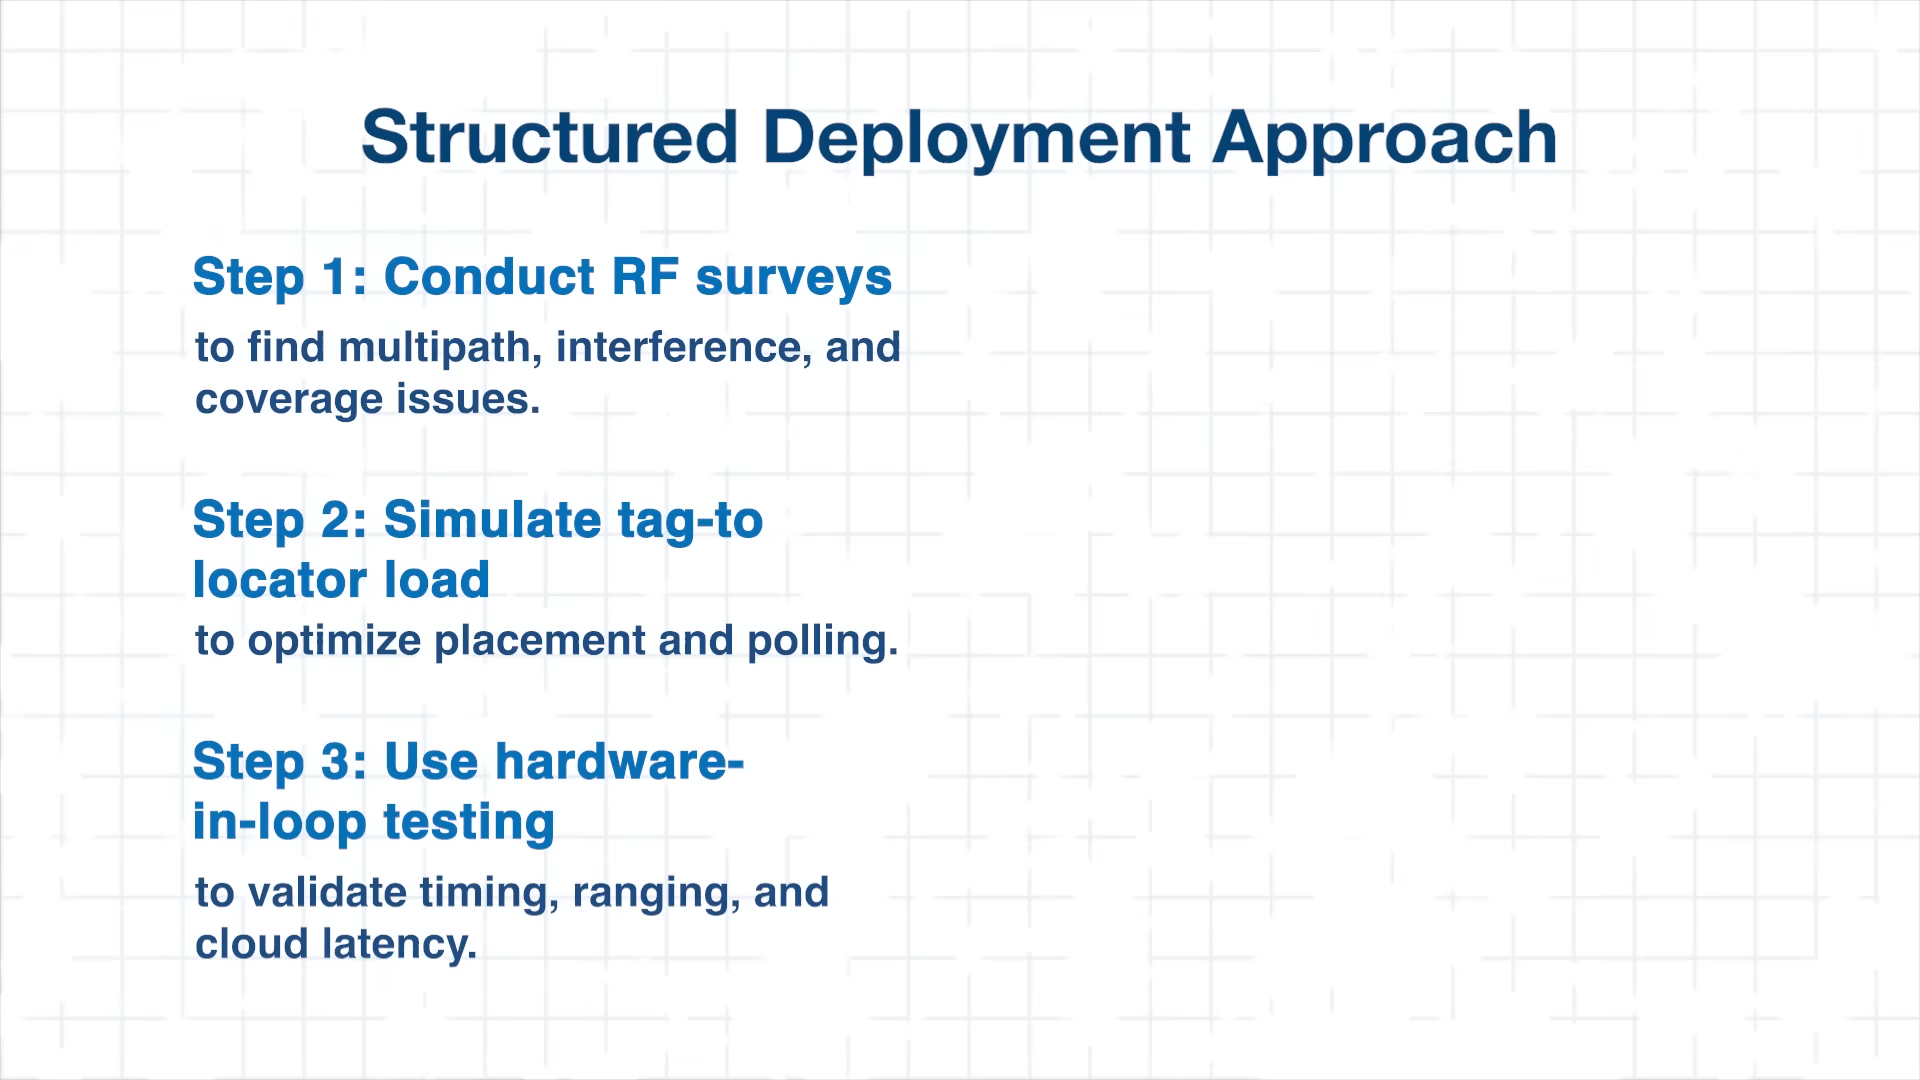 Structured Deployment Approach
Step 1: Conduct RF surveys
to find multipath, interference, and
coverage issues.
Step 2: Simulate tag-to
locator load
to optimize placement and polling.
Step 3: Use hardware-
in-loop testing
to validate timing, ranging, and
cloud latency.